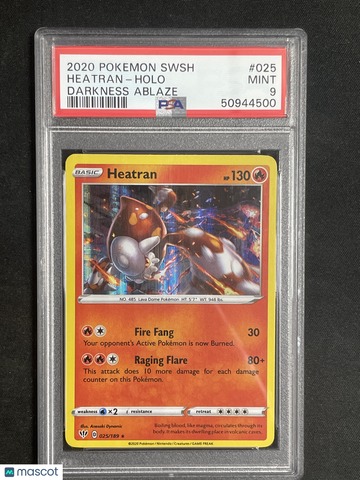 2020 POKEMON SWSH #025
HEATRAN-HOLO MINT
DARKNESS ABLAZE PSA 9
50944500
BASIC Heatran HP 130
NO. 485 Lava Dome Pokémon HT: 5'7" WT: 948 lbs.
Fire Fang 30
Your opponent's Active Pokémon is now Burned.
Raging Flare 80+
This attack does 10 more damage for each damage
counter on this Pokémon.
weakness ×2 resistance retreat
Illus. Anesaki Dynamic
025/189 ★
Boiling blood, like magma, circulates through its
body. It makes its dwelling place in volcanic caves.
©2020 Pokémon / Nintendo / Creatures / GAME FREAK
mascot